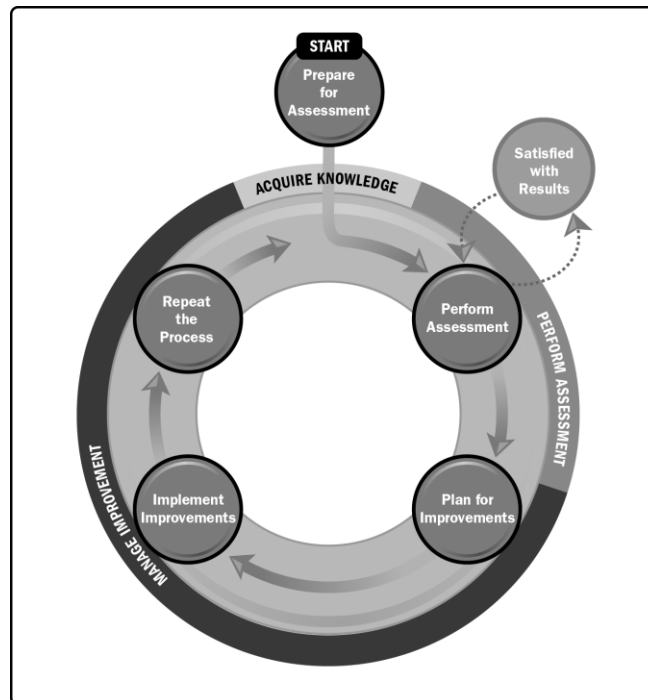 START
Prepare
for
Assessment
Satisfied
with
Results
ACQUIRE KNOWLEDGE
Repeat
the
Process
Perform
Assessment
PERFORM ASSESSMENT
Implement
Improvements
Plan for
Improvements
MANAGE IMPROVEMENT